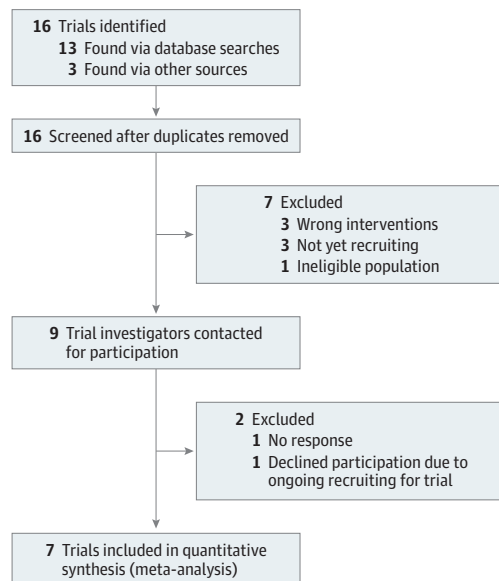 16 Trials identified
13 Found via database searches
3 Found via other sources
16 Screened after duplicates removed
7 Excluded
3 Wrong interventions
3 Not yet recruiting
1 Ineligible population
9 Trial investigators contacted
for participation
2 Excluded
1 No response
1 Declined participation due to
ongoing recruiting for trial
7 Trials included in quantitative
synthesis (meta-analysis)